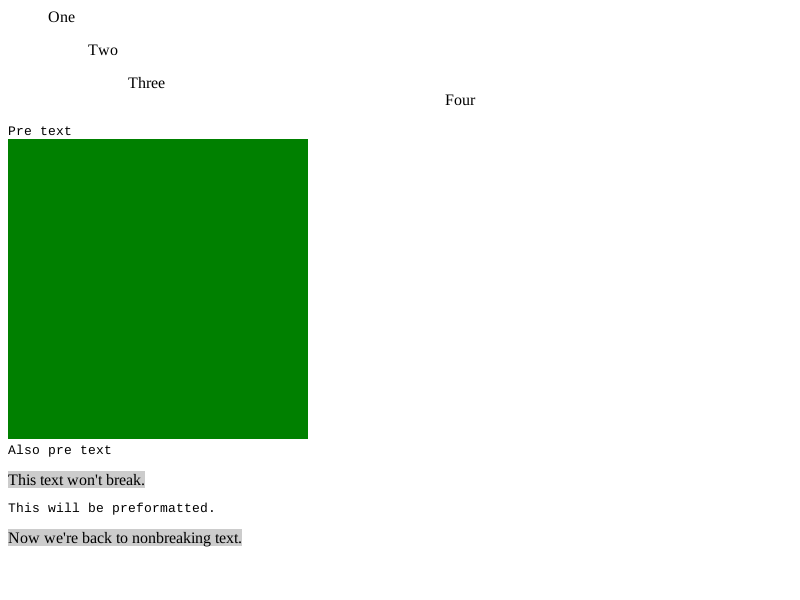 One
Two
Three
Four
Pre text
Also pre text
This text won't break.
This will be preformatted.
Now we're back to nonbreaking text.